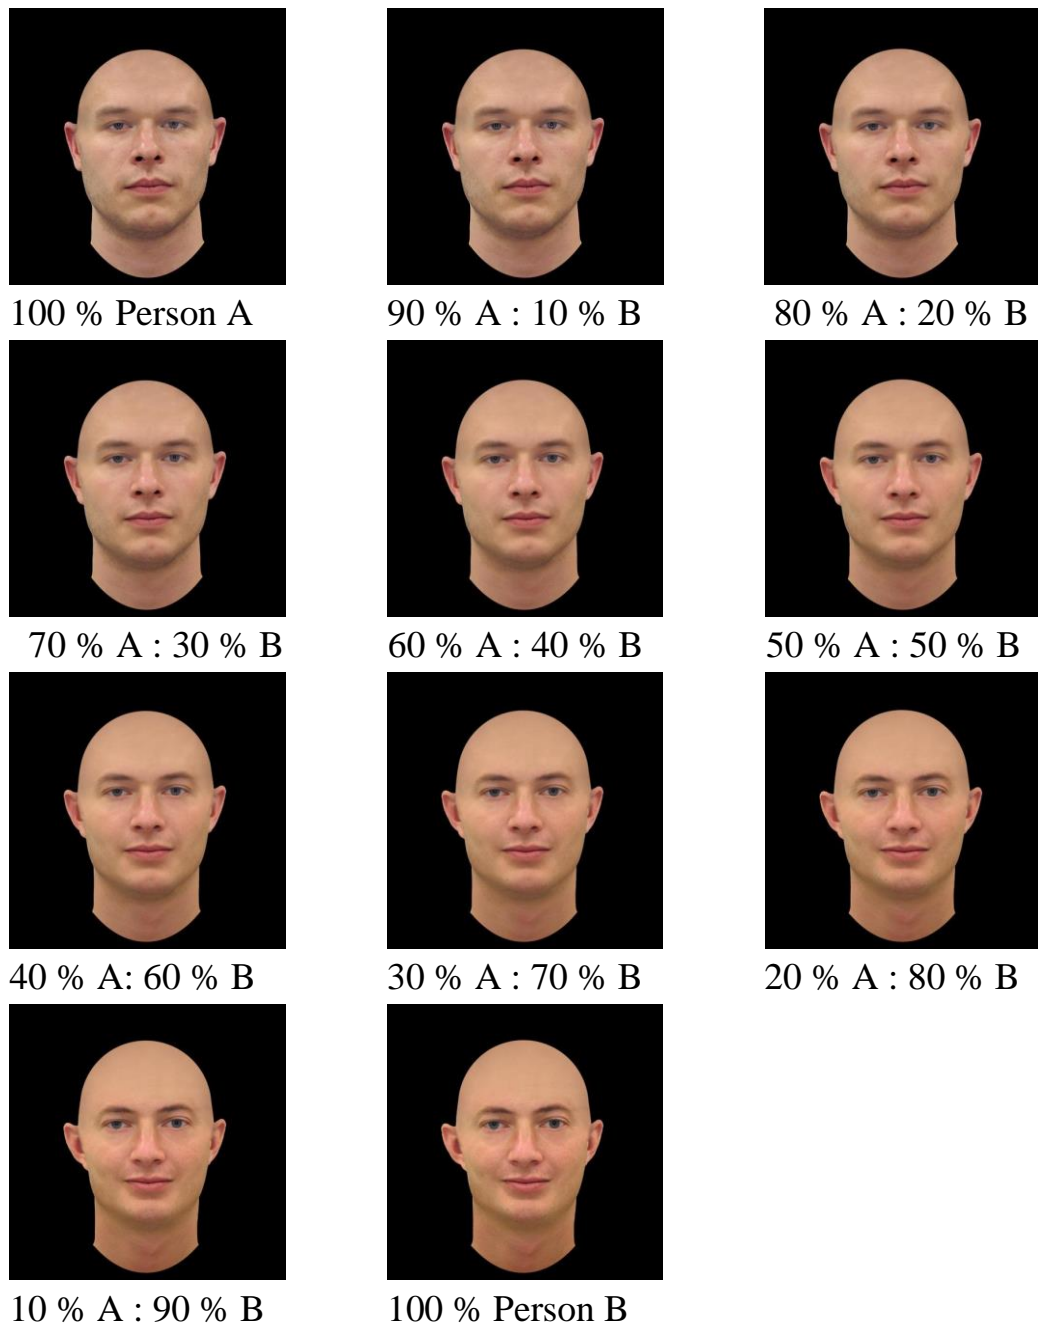 100 % Person A
90 % A : 10 % B
80 % A : 20 % B
70 % A : 30 % B
60 % A : 40 % B
50 % A : 50 % B
40 % A: 60 % B
30 % A : 70 % B
20 % A : 80 % B
10 % A : 90 % B
100 % Person B